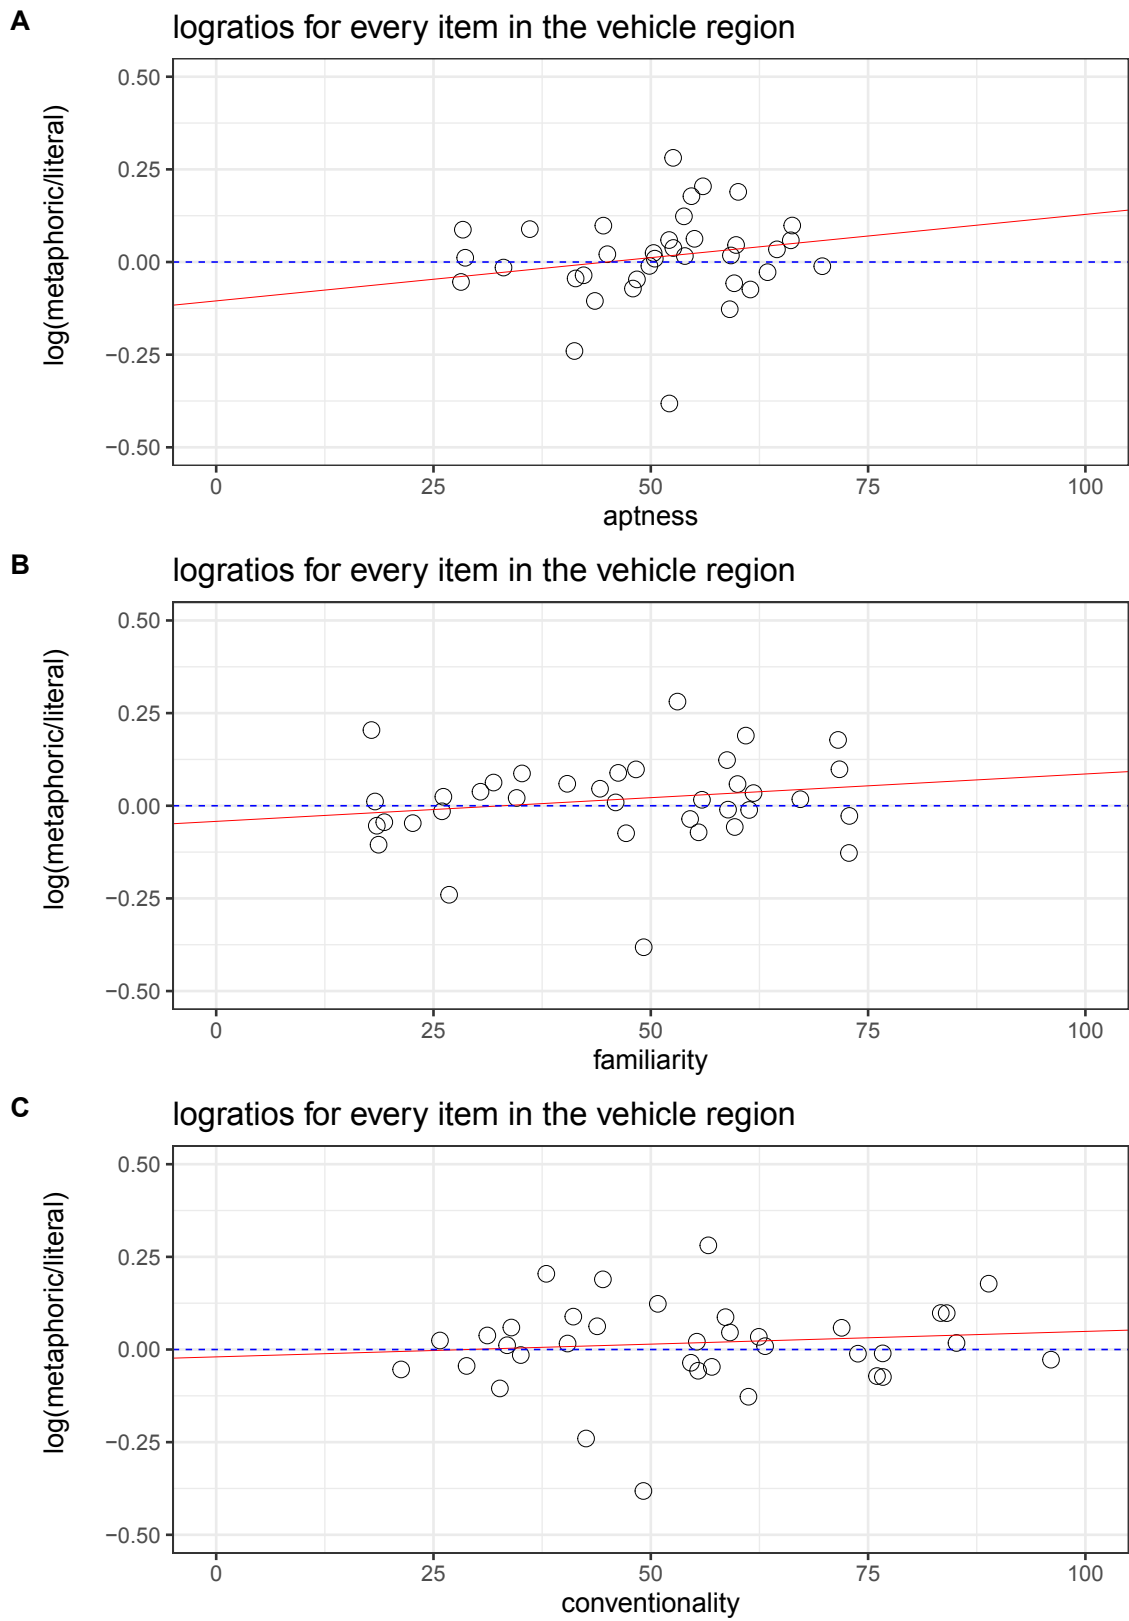 A
logratios for every item in the vehicle region
log(metaphoric/literal)
0.50
0.25
0.00
−0.25
−0.50
0 25 50 75 100
aptness
B
logratios for every item in the vehicle region
log(metaphoric/literal)
0.50
0.25
0.00
−0.25
−0.50
0 25 50 75 100
familiarity
C
logratios for every item in the vehicle region
log(metaphoric/literal)
0.50
0.25
0.00
−0.25
−0.50
0 25 50 75 100
conventionality